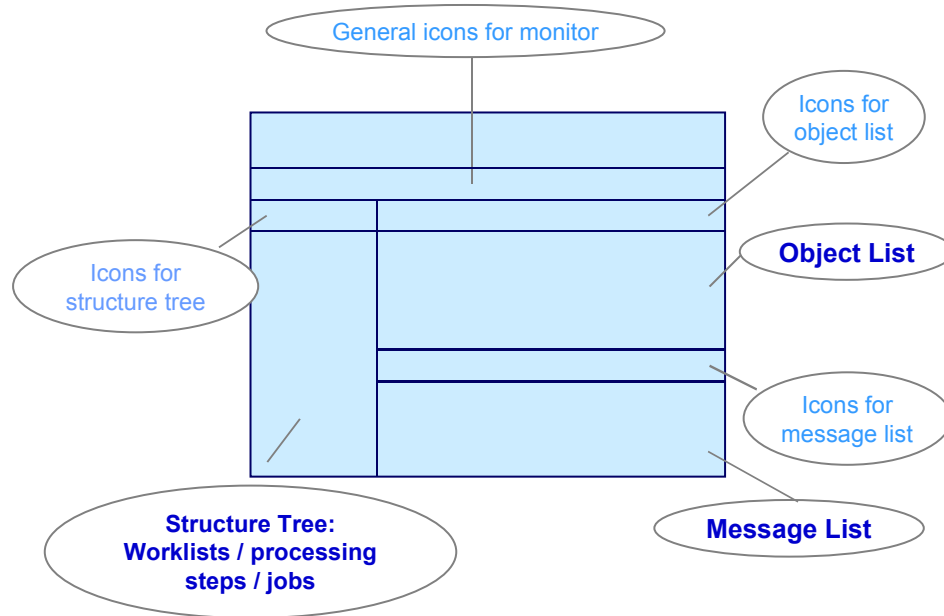 General icons for monitor
Icons for
object list
Object List
Icons for
structure tree
Icons for
message list
Structure Tree:
Worklists / processing
steps / jobs
Message List